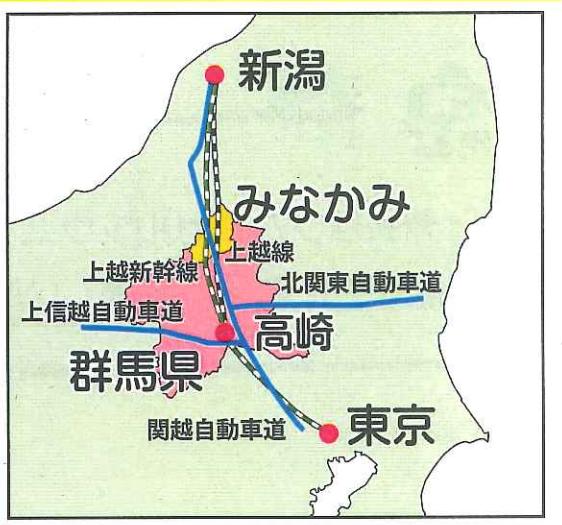 新潟
みなかみ
上越線
上越新幹線
北関東自動車道
上信越自動車道
高崎
群馬県
関越自動車道
東京